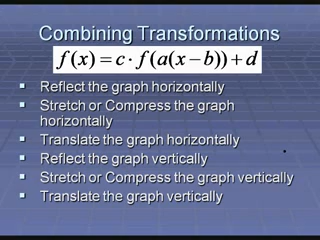 Combining Transformations
f(x) = c · f(a(x − b)) + d
Reflect the graph horizontally
Stretch or Compress the graph
horizontally
Translate the graph horizontally
Reflect the graph vertically
Stretch or Compress the graph vertically
Translate the graph vertically